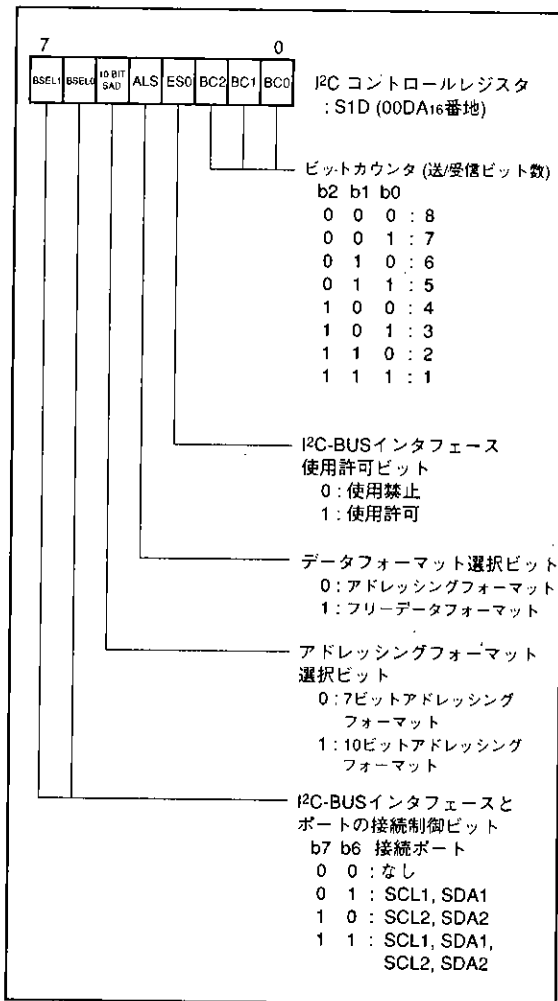 7 0
BSEL1 BSEL0 10 BIT SAD ALS ES0 BC2 BC1 BC0
I²C コントロールレジスタ
: S1D (00DA16番地)
ビットカウンタ (送/受信ビット数)
b2 b1 b0
0 0 0 : 8
0 0 1 : 7
0 1 0 : 6
0 1 1 : 5
1 0 0 : 4
1 0 1 : 3
1 1 0 : 2
1 1 1 : 1
I²C-BUSインタフェース
使用許可ビット
0 : 使用禁止
1 : 使用許可
データフォーマット選択ビット
0 : アドレッシングフォーマット
1 : フリーデータフォーマット
アドレッシングフォーマット
選択ビット
0 : 7ビットアドレッシング
フォーマット
1 : 10ビットアドレッシング
フォーマット
I²C-BUSインタフェースと
ポートの接続制御ビット
b7 b6 接続ポート
0 0 : なし
0 1 : SCL1, SDA1
1 0 : SCL2, SDA2
1 1 : SCL1, SDA1,
SCL2, SDA2